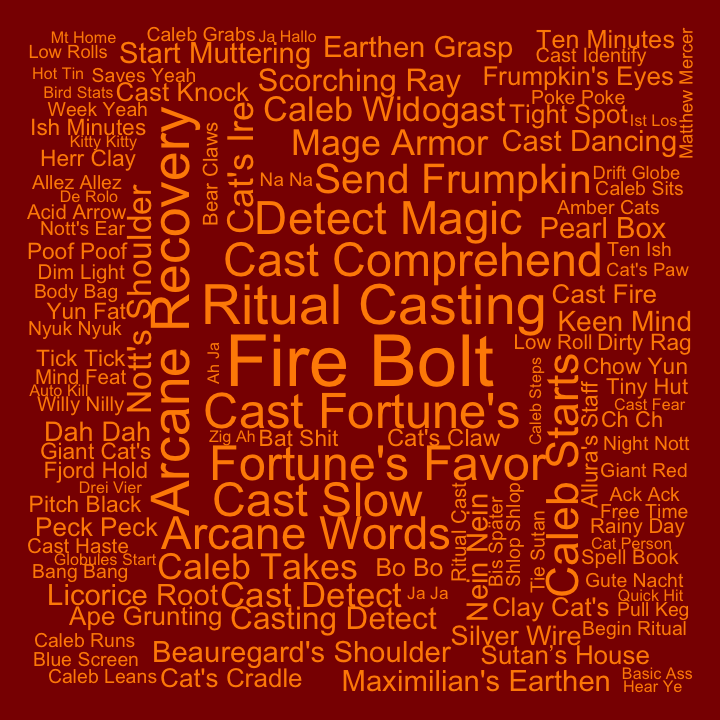 Mt Home
Caleb Grabs
Ja Hallo
Low Rolls
Start Muttering
Earthen Grasp
Ten Minutes
Cast Identify
Matthew Mercer
Hot Tin
Saves Yeah
Scorching Ray
Frumpkin's Eyes
Bird Stats
Cast Knock
Poke Poke
Week Yeah
Caleb Widogast
Tight Spot
Ist Los
Ish Minutes
Kitty Kitty
Mage Armor
Cast Dancing
Herr Clay
Bear Claws
Cat's Ire
Na Na
Send Frumpkin
Drift Globe
Allez Allez
Caleb Sits
De Rolo
Acid Arrow
Detect Magic
Amber Cats
Nott's Ear
Pearl Box
Nott's Shoulder
Arcane Recovery
Poof Poof
Cast Comprehend
Ten Ish
Dim Light
Cat's Paw
Body Bag
Ritual Casting
Cast Fire
Yun Fat
Keen Mind
Nyuk Nyuk
Fire Bolt
Low Roll
Dirty Rag
Tick Tick
Ah Ja
Chow Yun
Mind Feat
Tiny Hut
Auto Kill
Willy Nilly
Cast Fortune's
Caleb Steps
Caleb Starts
Allura's Staff
Cast Fear
Ch Ch
Dah Dah
Zig Ah
Bat Shit
Cat's Claw
Night Nott
Giant Cat's
Fjord Hold
Fortune's Favor
Giant Red
Drei Vier
Pitch Black
Cast Slow
Ritual Cast
Nein Nein
Bis Später
Shlop Shlop
Tie Sutan
Ack Ack
Free Time
Peck Peck
Arcane Words
Rainy Day
Cast Haste
Cat Person
Globules Start
Spell Book
Bang Bang
Caleb Takes
Bo Bo
Gute Nacht
Licorice Root
Cast Detect
Ja Ja
Quick Hit
Clay Cat's
Pull Keg
Ape Grunting
Casting Detect
Silver Wire
Begin Ritual
Caleb Runs
Beauregard's Shoulder
Sutan’s House
Blue Screen
Caleb Leans
Cat's Cradle
Maximilian's Earthen
Basic Ass
Hear Ye